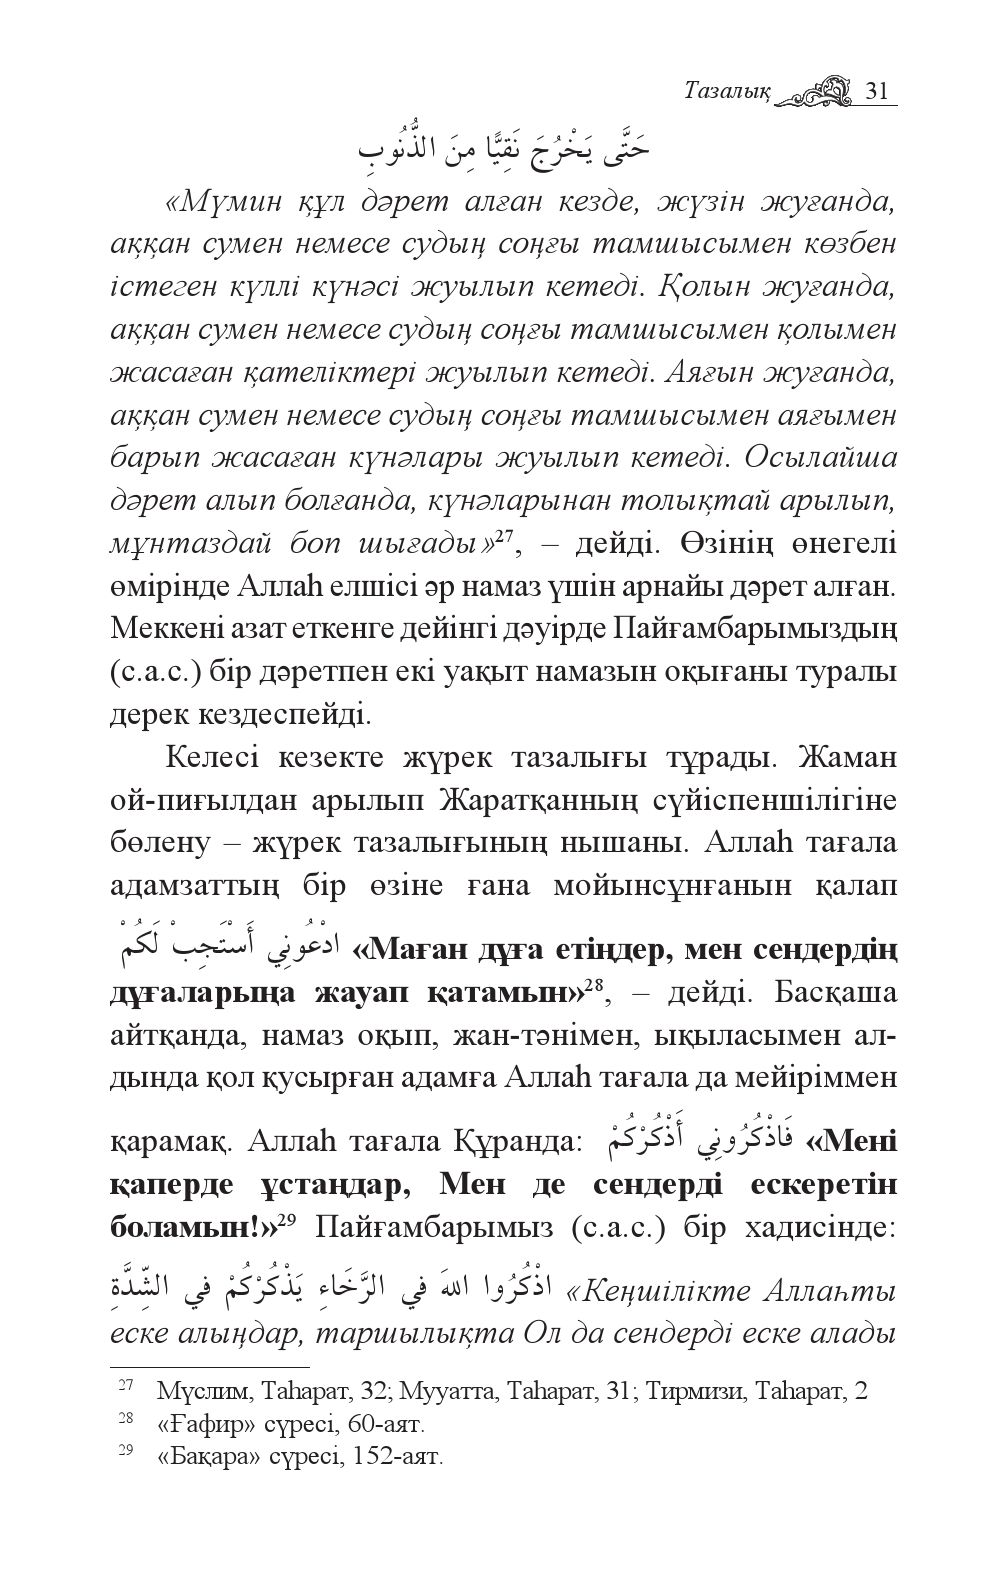 Тазалық 31
حَتَّى يَخْرُجَ نَقِيًّا مِنَ الذُّنُوبِ
«Мүмин құл дәрет алған кезде, жүзін жуғанда,
аққан сумен немесе судың соңғы тамшысымен көзбен
істеген күллі күнәсі жуылып кетеді. Қолын жуғанда,
аққан сумен немесе судың соңғы тамшысымен қолымен
жасаған қателіктері жуылып кетеді. Аяғын жуғанда,
аққан сумен немесе судың соңғы тамшысымен аяғымен
барып жасаған күнәлары жуылып кетеді. Осылайша
дәрет алып болғанда, күнәларынан толықтай арылып,
мұнтаздай боп шығады»27, – дейді. Өзінің өнегелі
өмірінде Аллаһ елшісі әр намаз үшін арнайы дәрет алған.
Меккені азат еткенге дейінгі дәуірде Пайғамбарымыздың
(с.а.с.) бір дәретпен екі уақыт намазын оқығаны туралы
дерек кездеспейді.
Келесі кезекте жүрек тазалығы тұрады. Жаман
ой-пиғылдан арылып Жаратқанның сүйіспеншілігіне
бөлену – жүрек тазалығының нышаны. Аллаһ тағала
адамзаттың бір өзіне ғана мойынсұнғанын қалап
ادْعُونِي أَسْتَجِبْ لَكُمْ «Маған дұға етіңдер, мен сендердің
дұғаларыңа жауап қатамын»28, – дейді. Басқаша
айтқанда, намаз оқып, жан-тәнімен, ықыласымен ал-
дында қол қусырған адамға Аллаһ тағала да мейіріммен
қарамақ. Аллаһ тағала Құранда: فَاذْكُرُونِي أَذْكُرْكُمْ «Мені
қаперде ұстаңдар, Мен де сендерді ескеретін
боламын!»29 Пайғамбарымыз (с.а.с.) бір хадисінде:
اذْكُرُوا اللهَ في الرَّخَاءِ يَذْكُرْكُمْ في الشِّدَّةِ «Кеңшілікте Аллаһты
еске алыңдар, таршылықта Ол да сендерді еске алады
27 Мүслим, Таһарат, 32; Мууатта, Таһарат, 31; Тирмизи, Таһарат, 2
28 «Ғафир» сүресі, 60-аят.
29 «Бақара» сүресі, 152-аят.